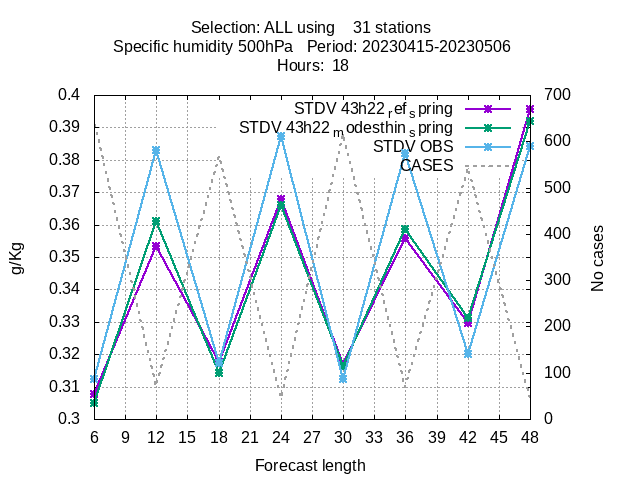 Selection: ALL using    31 stations
Specific humidity 500hPa   Period: 20230415-20230506
Hours:  18
STDV 43h22_ref_spring
STDV 43h22_modesthin_spring
STDV OBS
CASES
0.4
0.39
0.38
0.37
0.36
0.35
0.34
0.33
0.32
0.31
0.3
700
600
500
400
300
200
100
0
g/Kg
No cases
6 9 12 15 18 21 24 27 30 33 36 39 42 45 48
Forecast length